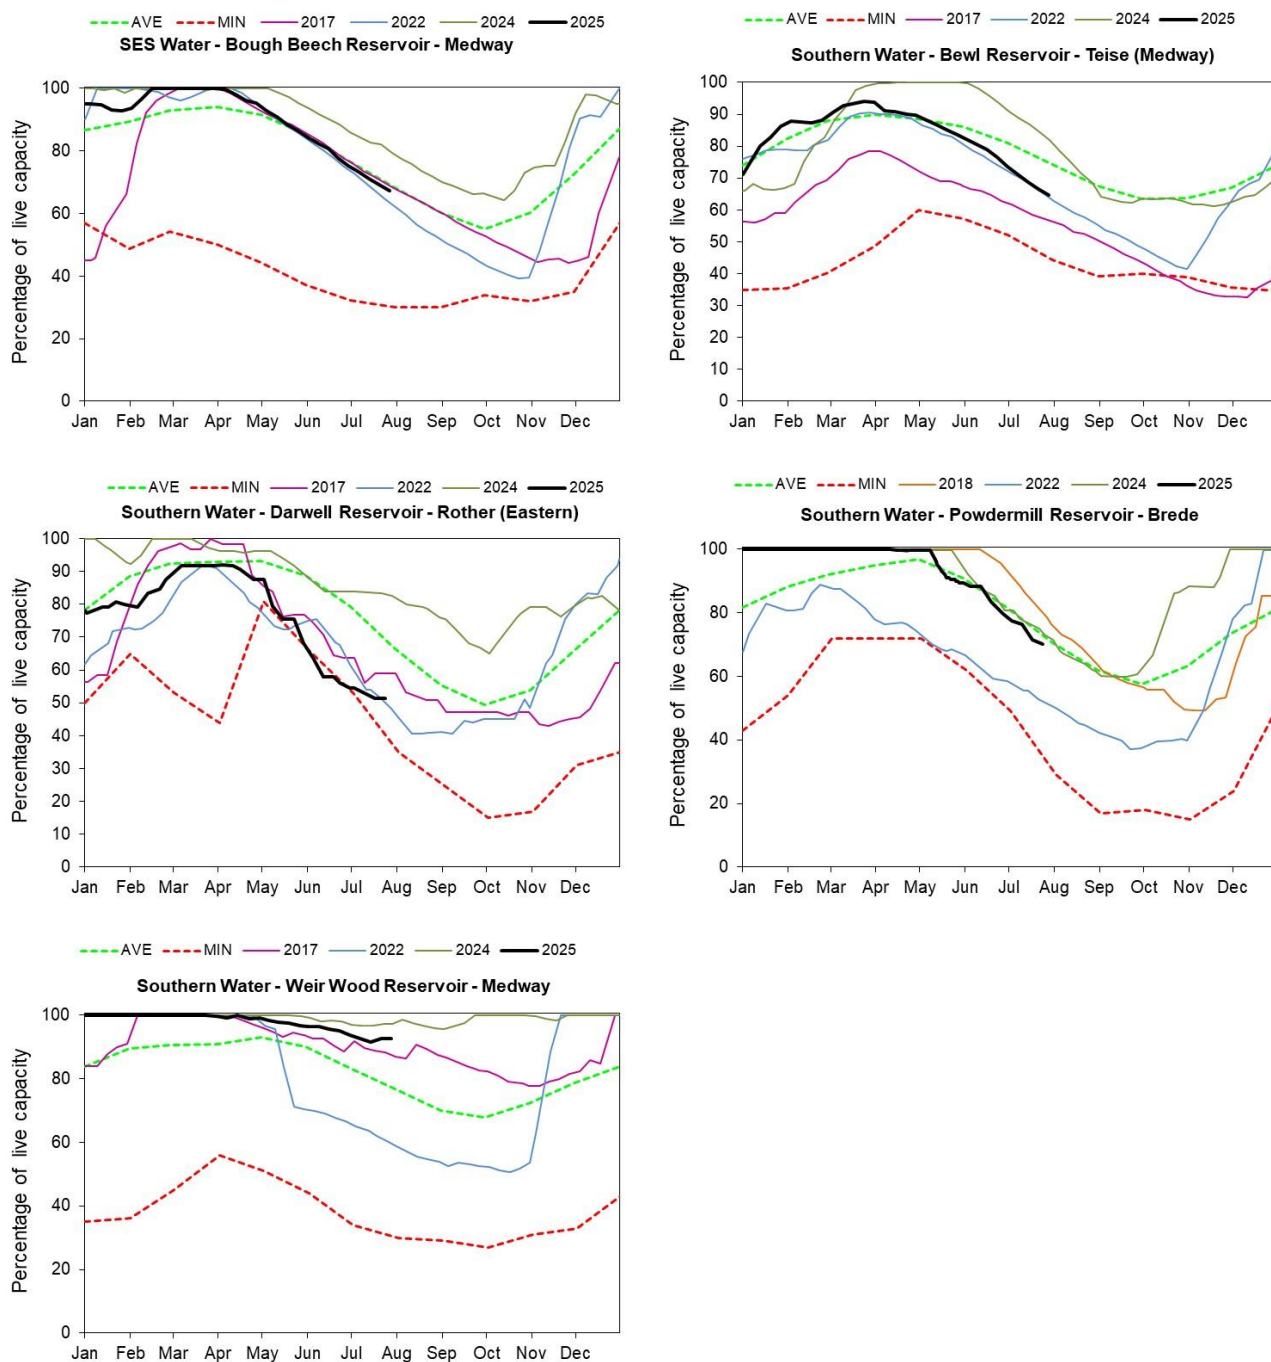 AVE MIN 2017 2022 2024 2025
SES Water - Bough Beech Reservoir - Medway
Percentage of live capacity
100
80
60
40
20
0
Jan Feb Mar Apr May Jun Jul Aug Sep Oct Nov Dec
AVE MIN 2017 2022 2024 2025
Southern Water - Bewl Reservoir - Teise (Medway)
Percentage of live capacity
100
90
80
70
60
50
40
30
20
10
0
Jan Feb Mar Apr May Jun Jul Aug Sep Oct Nov Dec
AVE MIN 2017 2022 2024 2025
Southern Water - Darwell Reservoir - Rother (Eastern)
Percentage of live capacity
100
90
80
70
60
50
40
30
20
10
0
Jan Feb Mar Apr May Jun Jul Aug Sep Oct Nov Dec
AVE MIN 2018 2022 2024 2025
Southern Water - Powdermill Reservoir - Brede
Percentage of live capacity
100
80
60
40
20
0
Jan Feb Mar Apr May Jun Jul Aug Sep Oct Nov Dec
AVE MIN 2017 2022 2024 2025
Southern Water - Weir Wood Reservoir - Medway
Percentage of live capacity
100
80
60
40
20
0
Jan Feb Mar Apr May Jun Jul Aug Sep Oct Nov Dec